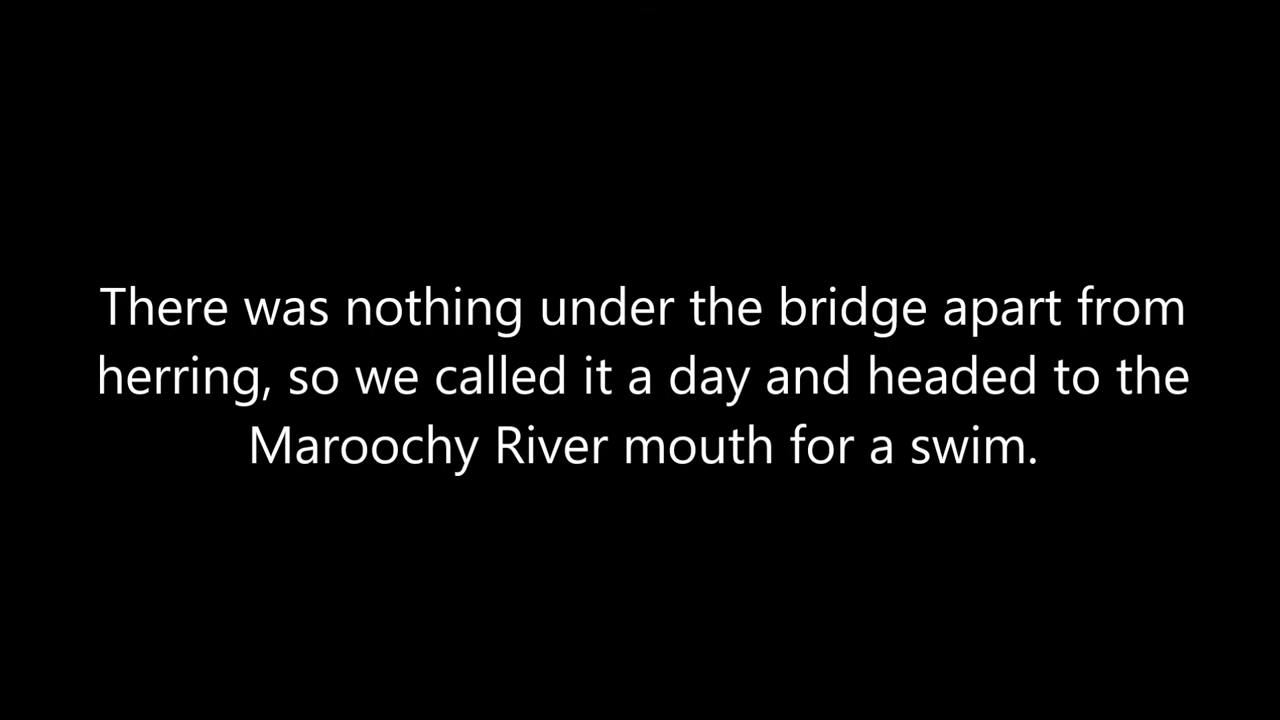 There was nothing under the bridge apart from
herring, so we called it a day and headed to the
Maroochy River mouth for a swim.